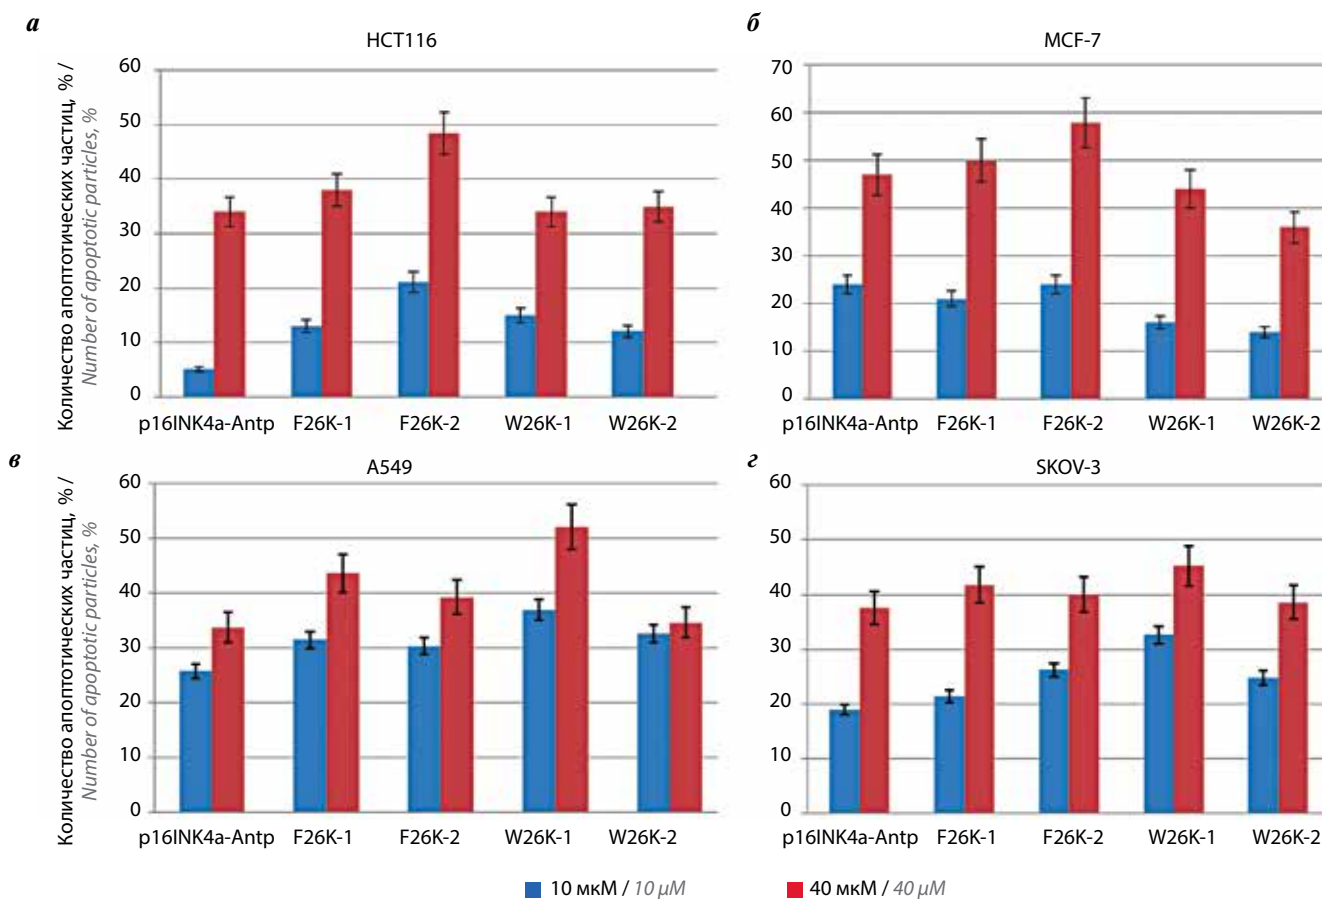 а
HCT116
Количество апоптотических частиц, % /
Number of apoptotic particles, %
60
50
40
30
20
10
0
p16INK4a-Antp F26K-1 F26K-2 W26K-1 W26K-2
б
MCF-7
70
60
50
40
30
20
10
0
p16INK4a-Antp F26K-1 F26K-2 W26K-1 W26K-2
в
A549
Количество апоптотических частиц, % /
Number of apoptotic particles, %
60
50
40
30
20
10
0
p16INK4a-Antp F26K-1 F26K-2 W26K-1 W26K-2
г
SKOV-3
60
50
40
30
20
10
0
p16INK4a-Antp F26K-1 F26K-2 W26K-1 W26K-2
10 мкМ / 10 µM
40 мкМ / 40 µM